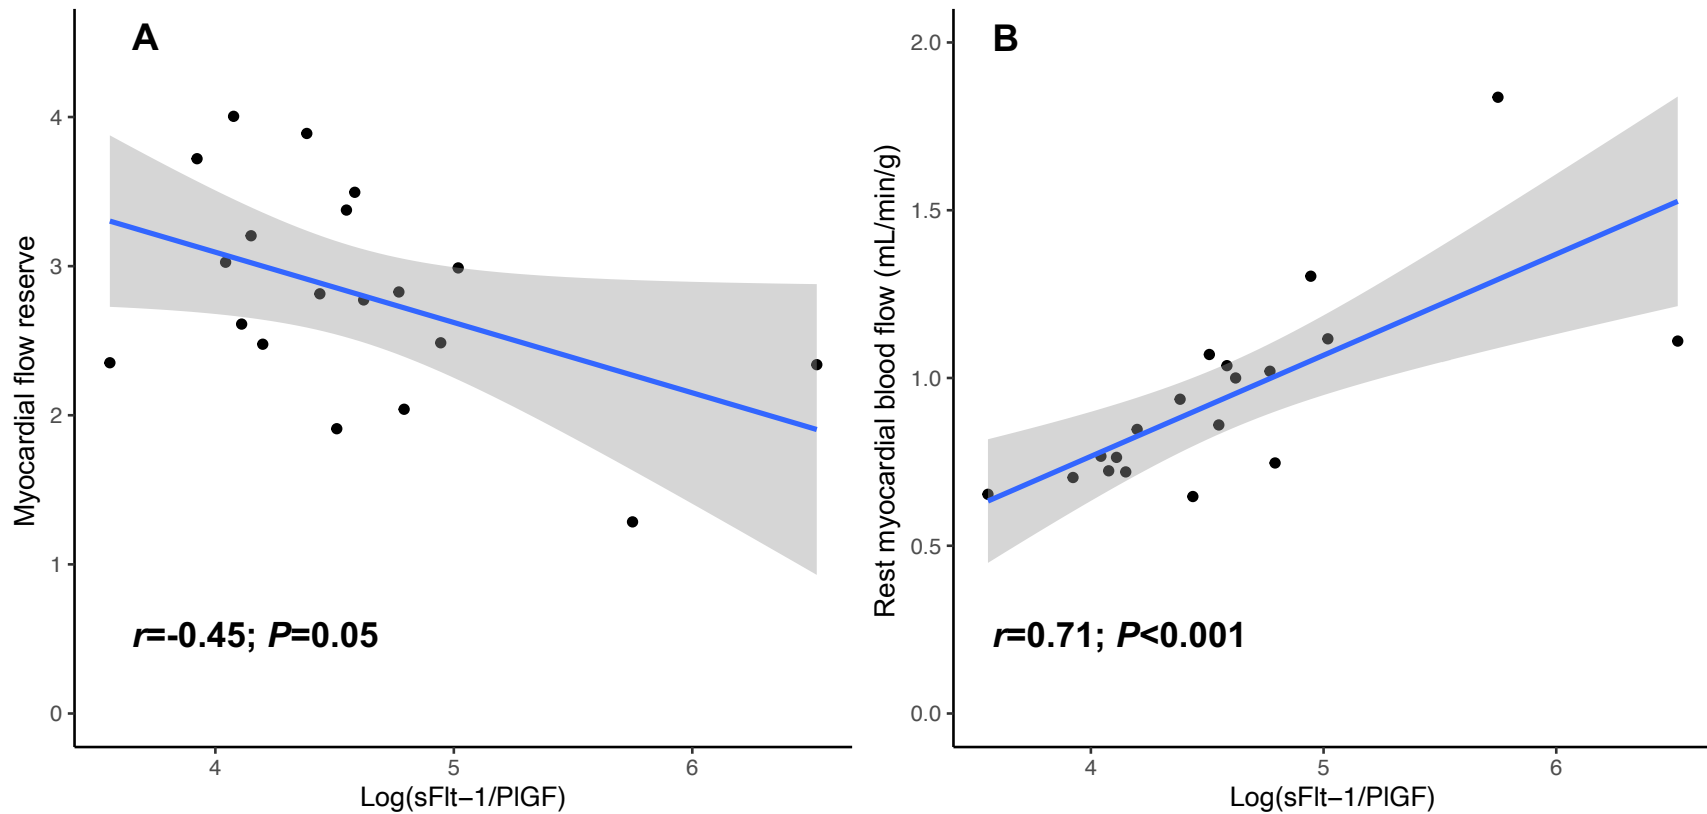 A
Myocardial flow reserve
4
3
2
1
0
r=-0.45; P=0.05
4 5 6
Log(sFlt−1/PlGF)
B
Rest myocardial blood flow (mL/min/g)
2.0
1.5
1.0
0.5
0.0
r=0.71; P<0.001
4 5 6
Log(sFlt−1/PlGF)